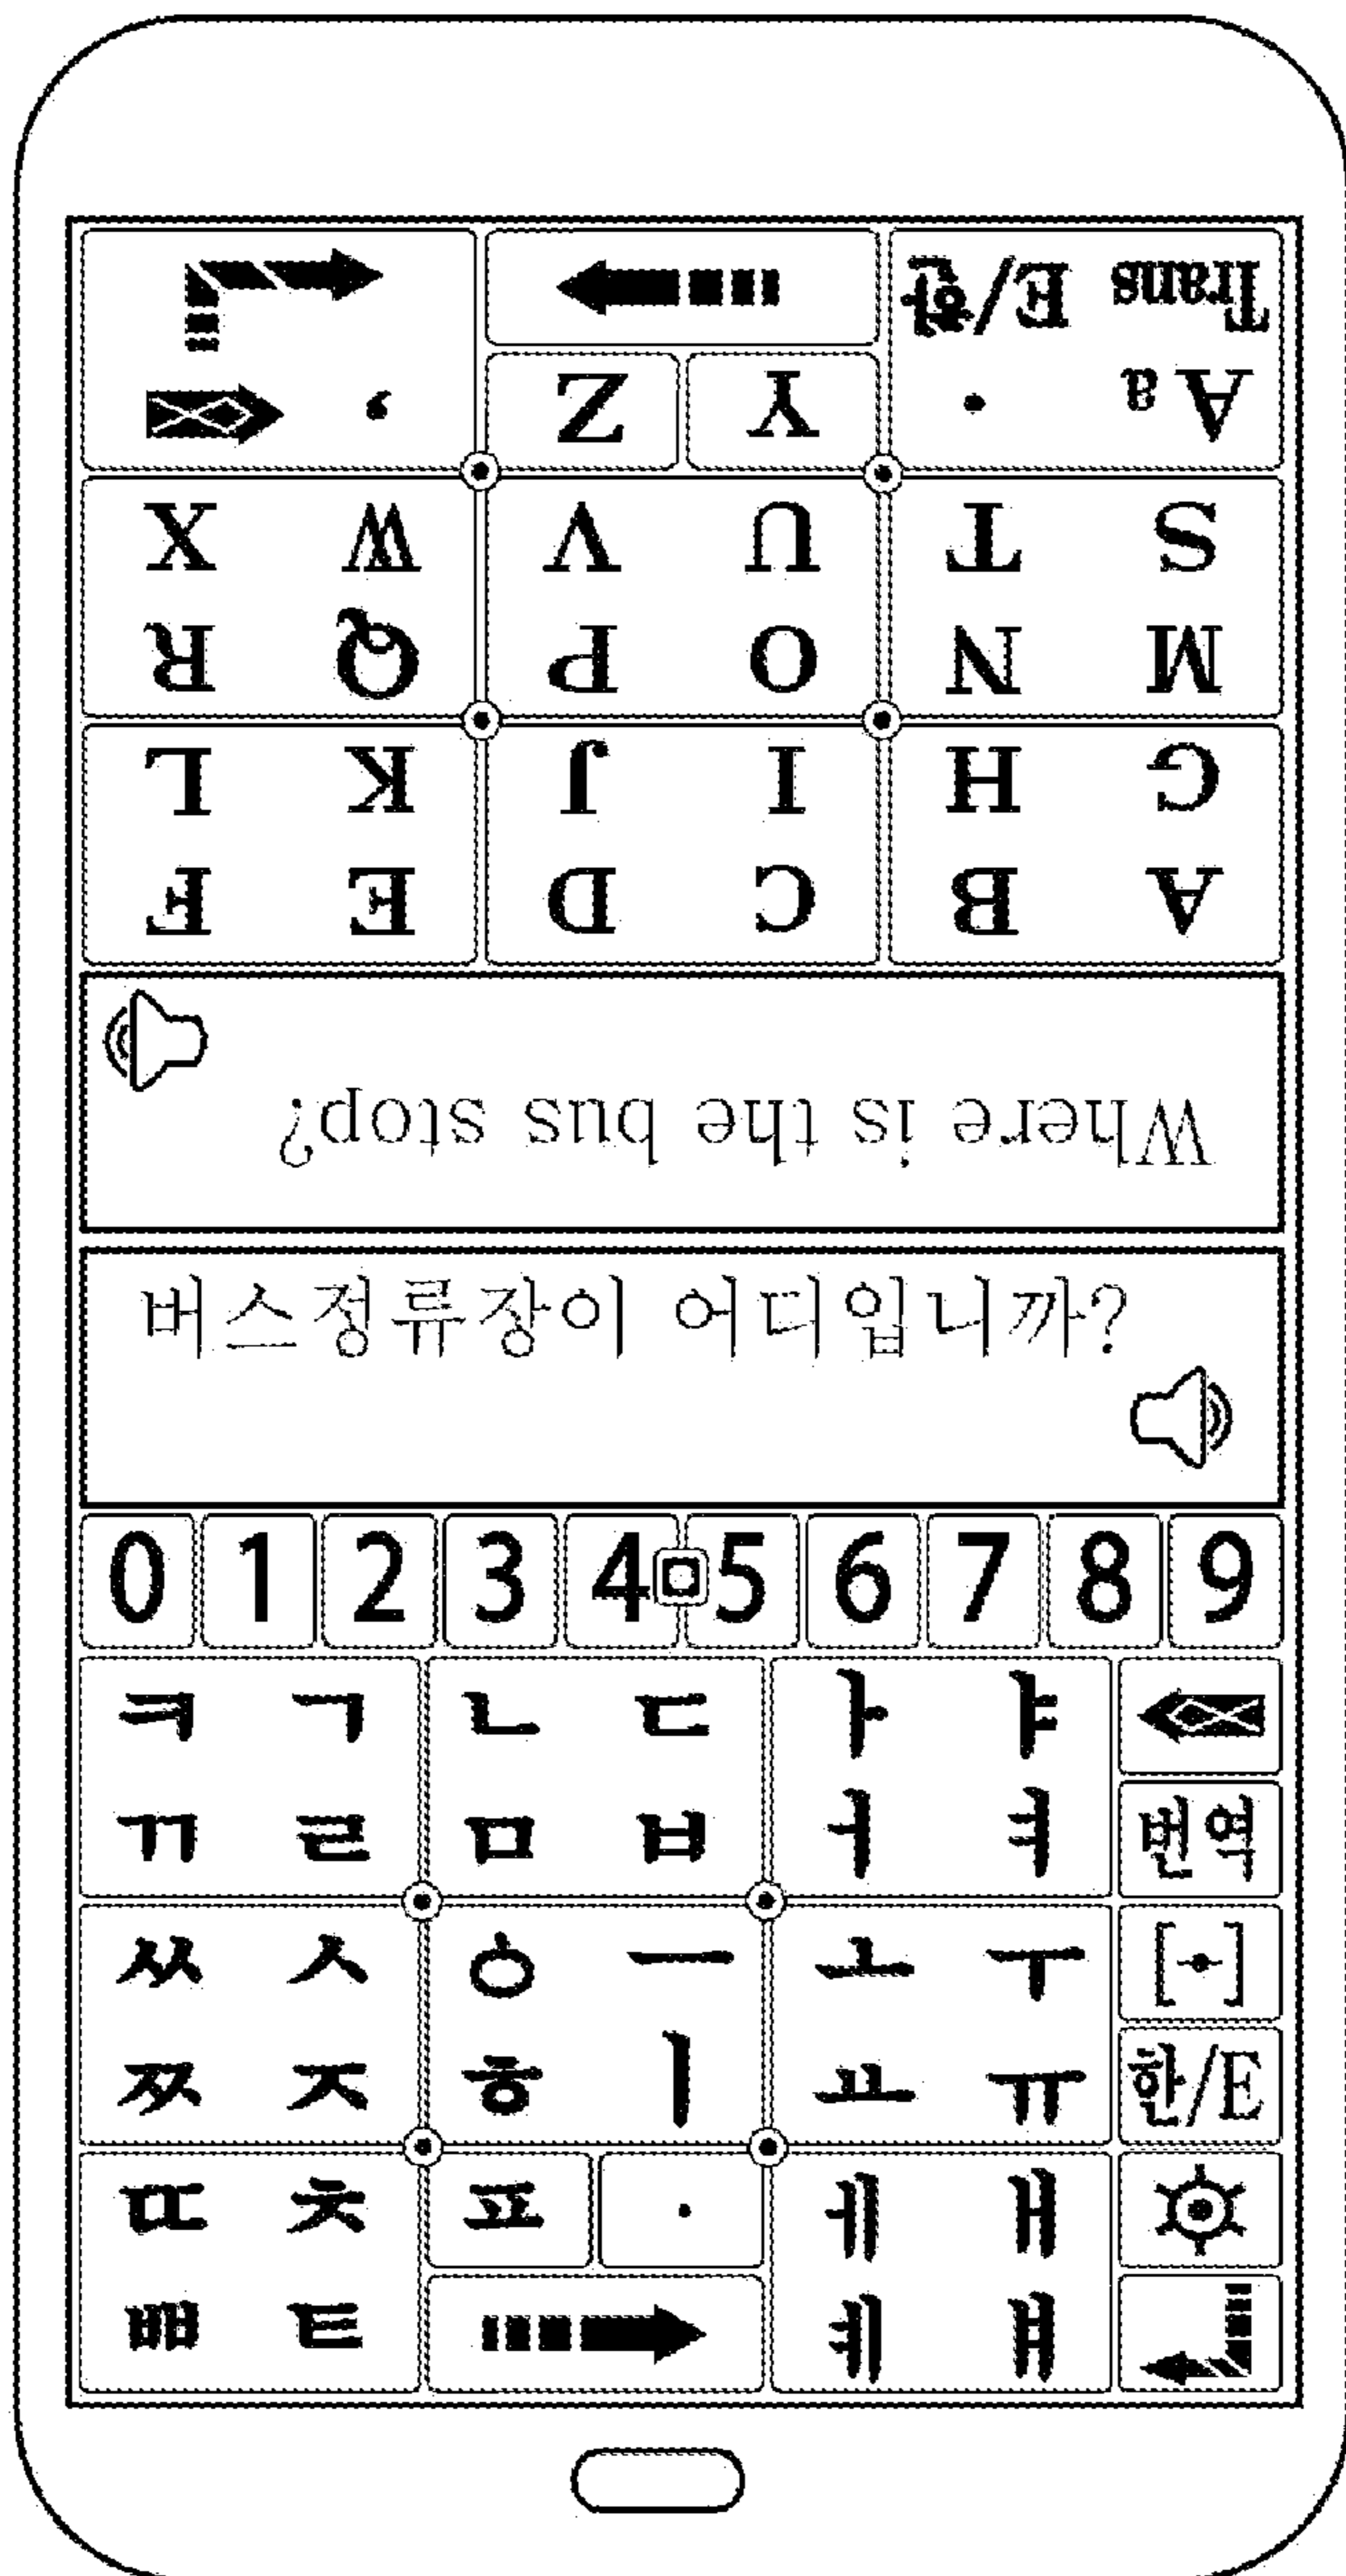 Where is the bus stop?
A B C D E F
G H I J K L
M N O P Q R
S T U V W X
A a . Y Z ,
Trans 한/E
버스정류장이 어디입니까?
0 1 2 3 4 5 6 7 8 9
ㅋ ㄱ ㄴ ㄷ ㅏ ㅑ
ㄲ ㄹ ㅁ ㅂ ㅓ ㅕ 번역
ㅆ ㅅ ㅇ ㅡ ㅗ ㅜ [·]
ㅉ ㅈ ㅎ ㅣ ㅛ ㅠ 한/E
ㄸ ㅊ ㅍ . ㅔ ㅐ
ㅃ ㅌ ㅖ ㅒ